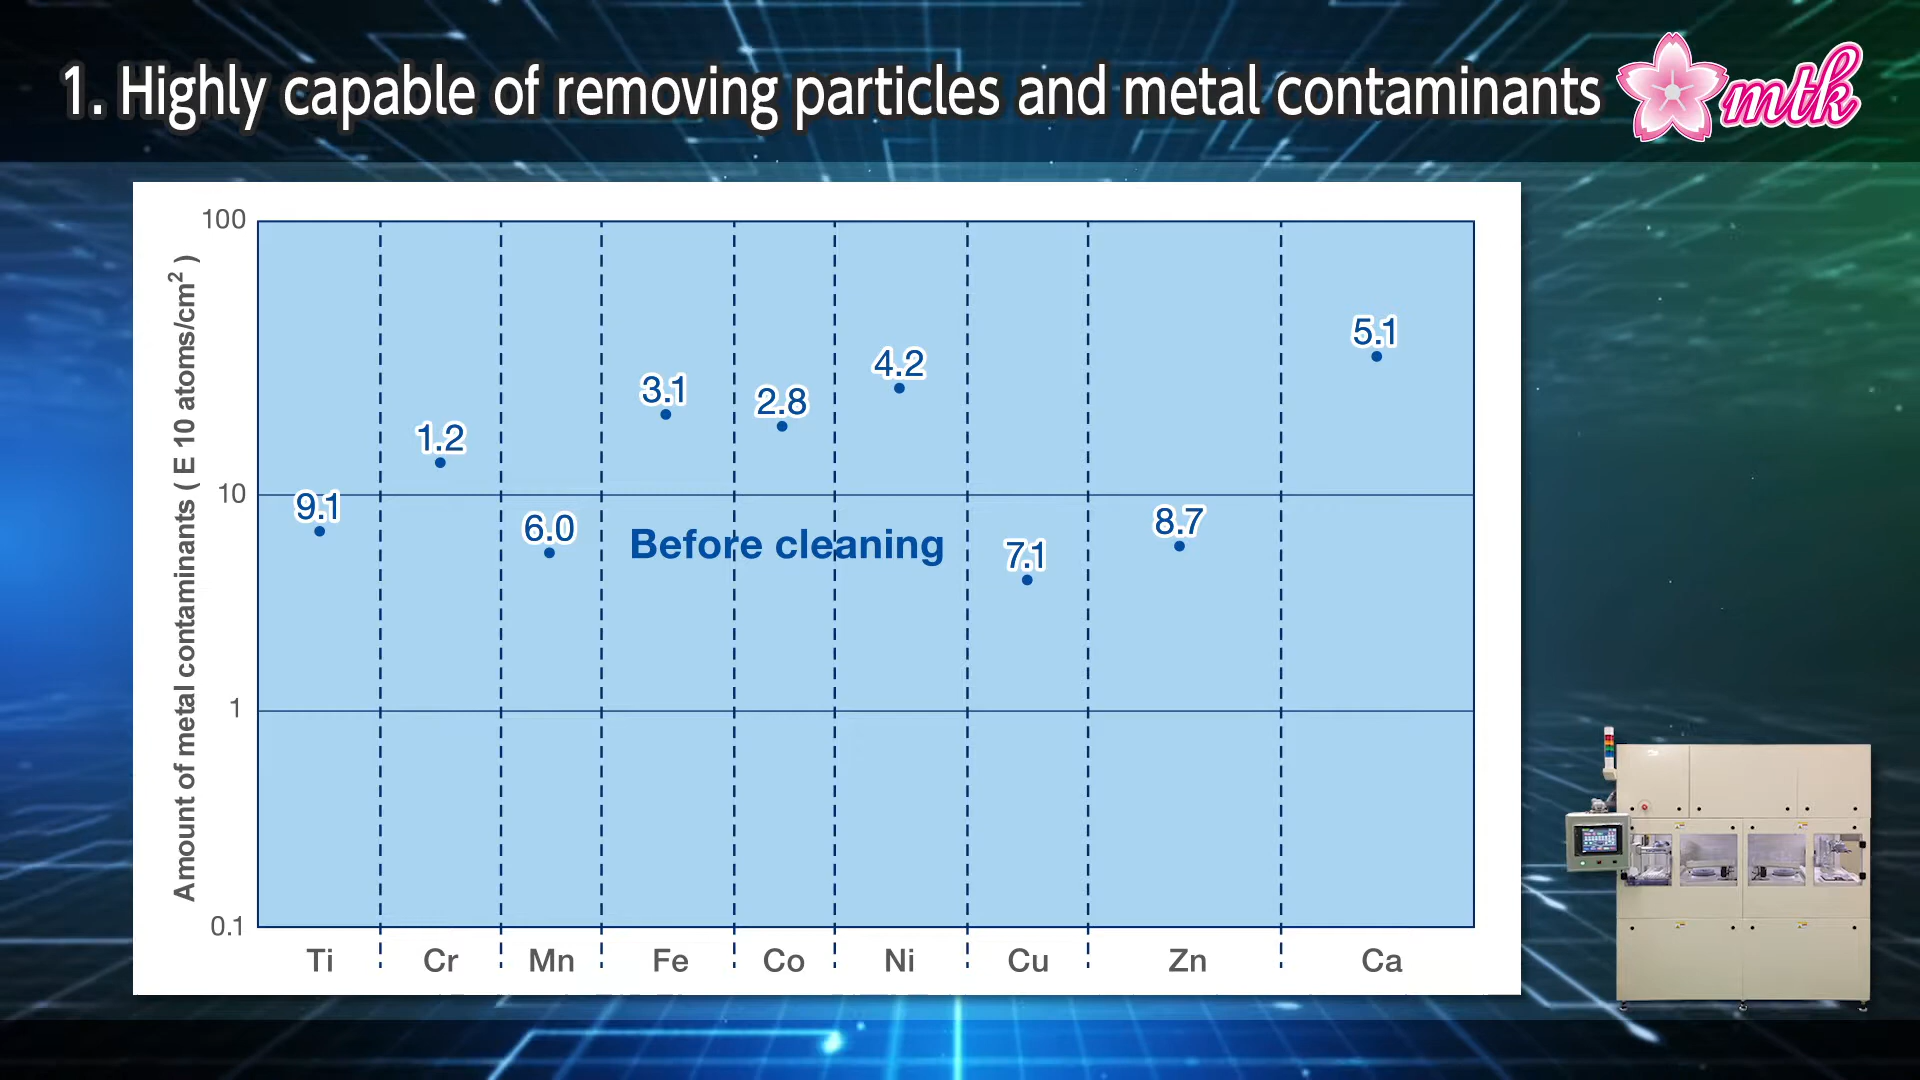 1. Highly capable of removing particles and metal contaminants
mtk
Amount of metal contaminants ( E 10 atoms/cm² )
100
10
1
0.1
9.1
1.2
6.0
3.1
2.8
4.2
7.1
8.7
5.1
Before cleaning
Ti Cr Mn Fe Co Ni Cu Zn Ca